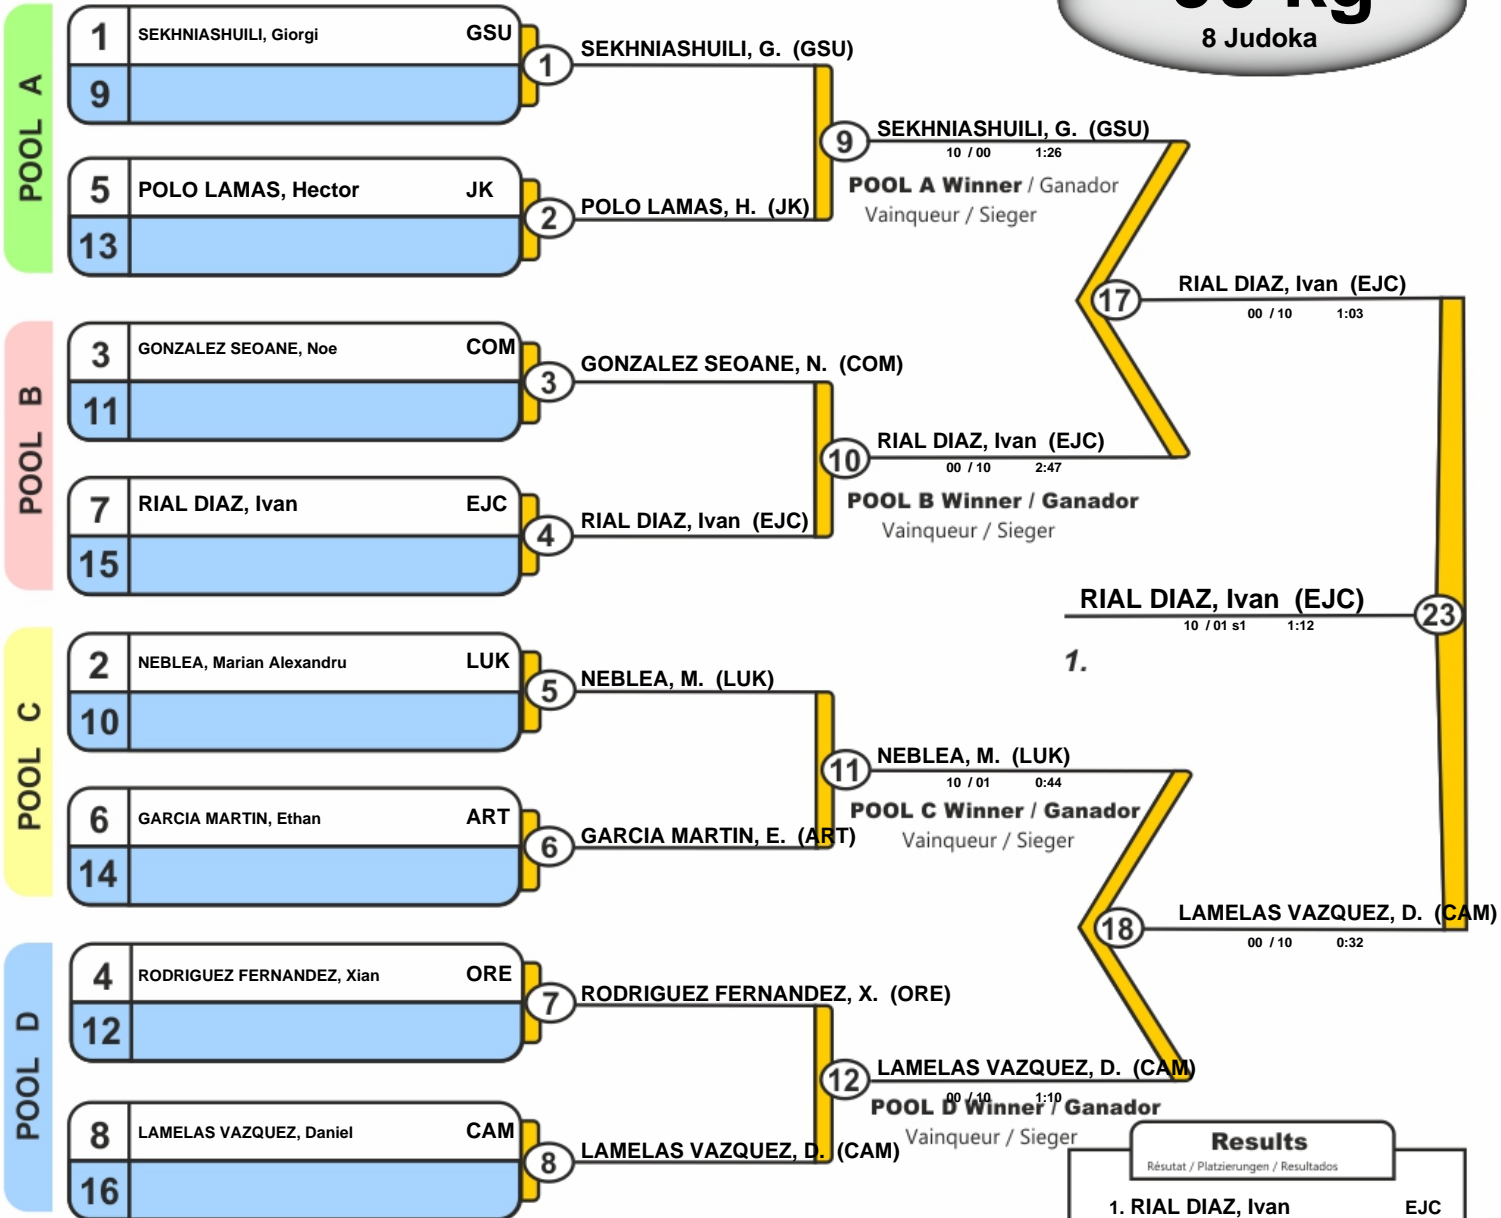 kg
8 Judoka
POOL A
1 SEKHNIASHUILI, Giorgi GSU
9
1
SEKHNIASHUILI, G. (GSU)
5 POLO LAMAS, Hector JK
13
2
POLO LAMAS, H. (JK)
9
SEKHNIASHUILI, G. (GSU)
10 / 00 1:26
POOL A Winner / Ganador
Vainqueur / Sieger
POOL B
3 GONZALEZ SEOANE, Noe COM
11
3
GONZALEZ SEOANE, N. (COM)
7 RIAL DIAZ, Ivan EJC
15
4
RIAL DIAZ, Ivan (EJC)
10
RIAL DIAZ, Ivan (EJC)
00 / 10 2:47
POOL B Winner / Ganador
Vainqueur / Sieger
17
RIAL DIAZ, Ivan (EJC)
00 / 10 1:03
RIAL DIAZ, Ivan (EJC)
10 / 01 s1 1:12
23
1.
POOL C
2 NEBLEA, Marian Alexandru LUK
10
5
NEBLEA, M. (LUK)
6 GARCIA MARTIN, Ethan ART
14
6
GARCIA MARTIN, E. (ART)
11
NEBLEA, M. (LUK)
10 / 01 0:44
POOL C Winner / Ganador
Vainqueur / Sieger
POOL D
4 RODRIGUEZ FERNANDEZ, Xian ORE
12
7
RODRIGUEZ FERNANDEZ, X. (ORE)
8 LAMELAS VAZQUEZ, Daniel CAM
16
8
LAMELAS VAZQUEZ, D. (CAM)
12
LAMELAS VAZQUEZ, D. (CAM)
00 / 10 1:10
POOL D Winner / Ganador
Vainqueur / Sieger
18
LAMELAS VAZQUEZ, D. (CAM)
00 / 10 0:32
Results
Résutat / Platzierungen / Resultados
1. RIAL DIAZ, Ivan EJC